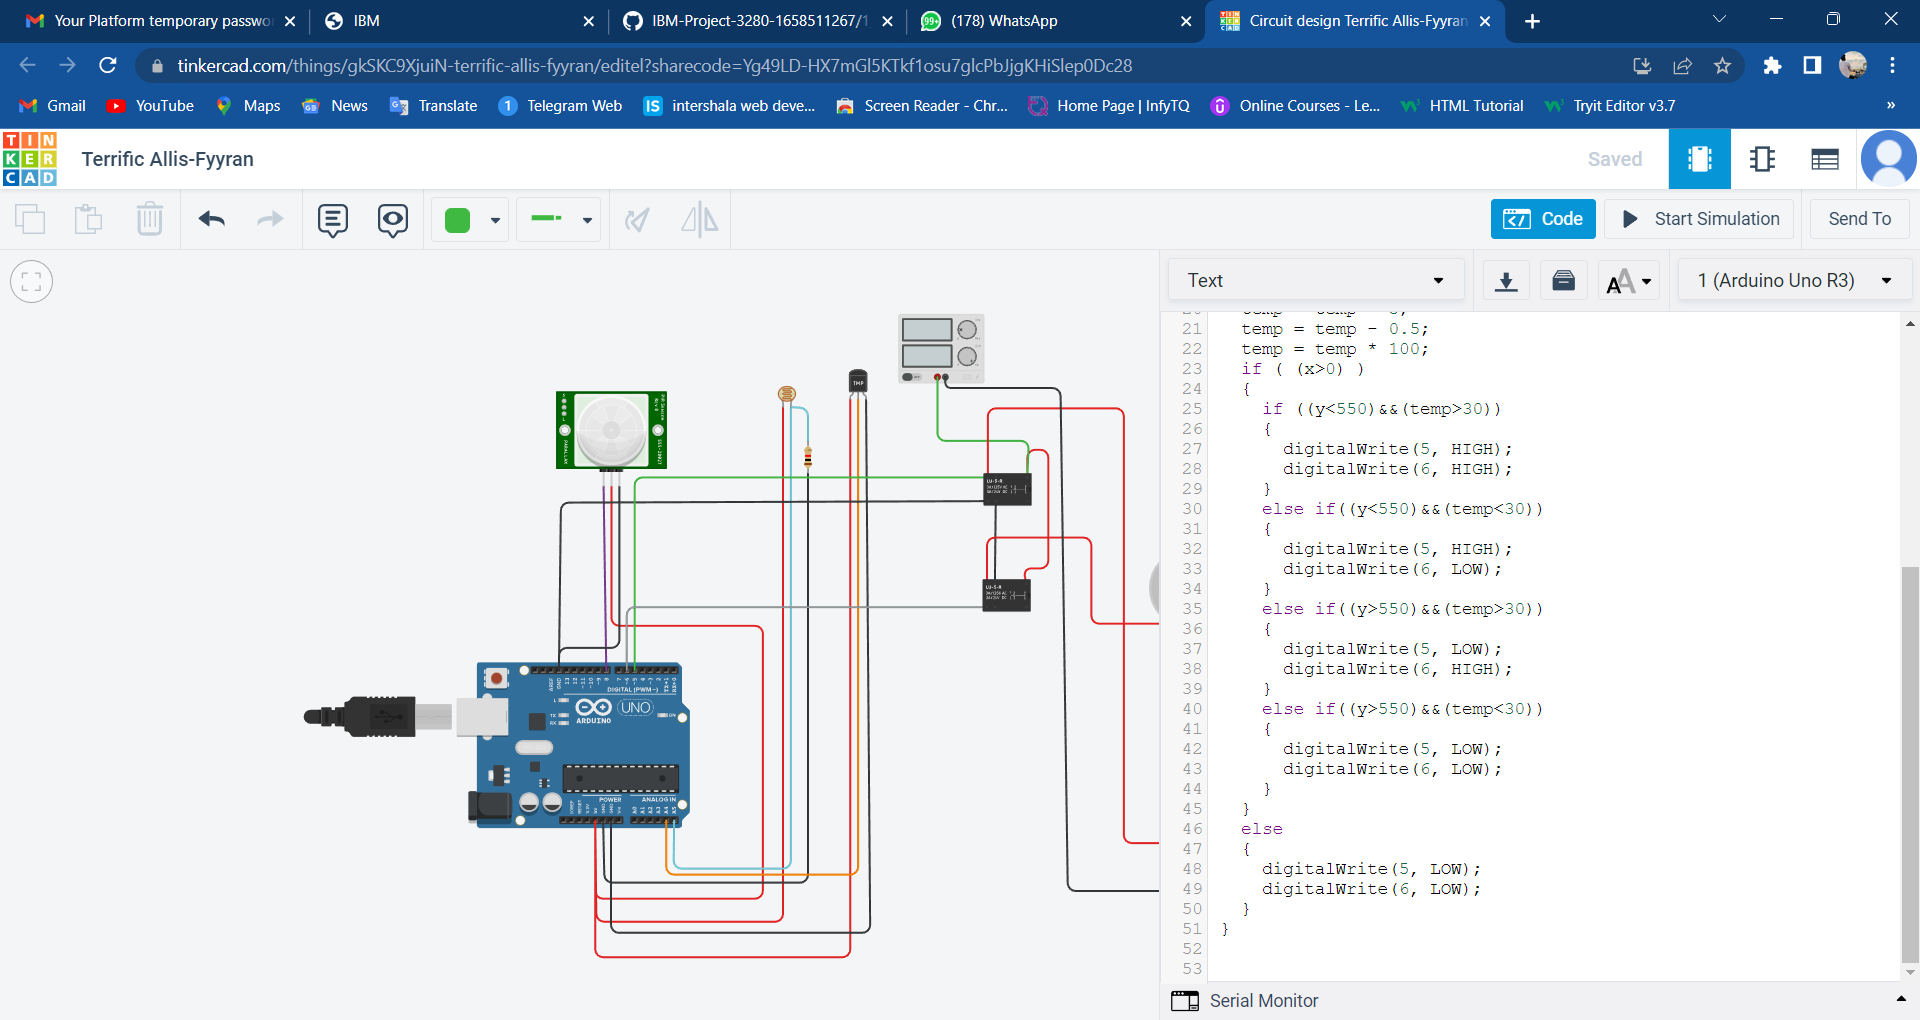 Your Platform temporary passwo
IBM
IBM-Project-3280-1658511267/1
(178) WhatsApp
Circuit design Terrific Allis-Fyyran
tinkercad.com/things/gkSKC9XjuiN-terrific-allis-fyyran/editel?sharecode=Yg49LD-HX7mGl5KTkf1osu7glcPbJjgKHiSlep0Dc28
Gmail
YouTube
Maps
News
Translate
Telegram Web
intershala web deve...
Screen Reader - Chr...
Home Page | InfyTQ
Online Courses - Le...
HTML Tutorial
Tryit Editor v3.7
»
TIN
KER
CAD
Terrific Allis-Fyyran
Saved
Code
Start Simulation
Send To
Text
1 (Arduino Uno R3)
21 temp = temp - 0.5;
22 temp = temp * 100;
23 if ( (x>0) )
24 {
25 if ((y<550)&&(temp>30))
26 {
27 digitalWrite(5, HIGH);
28 digitalWrite(6, HIGH);
29 }
30 else if((y<550)&&(temp<30))
31 {
32 digitalWrite(5, HIGH);
33 digitalWrite(6, LOW);
34 }
35 else if((y>550)&&(temp>30))
36 {
37 digitalWrite(5, LOW);
38 digitalWrite(6, HIGH);
39 }
40 else if((y>550)&&(temp<30))
41 {
42 digitalWrite(5, LOW);
43 digitalWrite(6, LOW);
44 }
45 }
46 else
47 {
48 digitalWrite(5, LOW);
49 digitalWrite(6, LOW);
50 }
51 }
52
53
Serial Monitor
TMP
LU-5-R
LU-5-R
DIGITAL (PWM~)
UNO
ARDUINO
TX
RX
L
ON
POWER
ANALOG IN